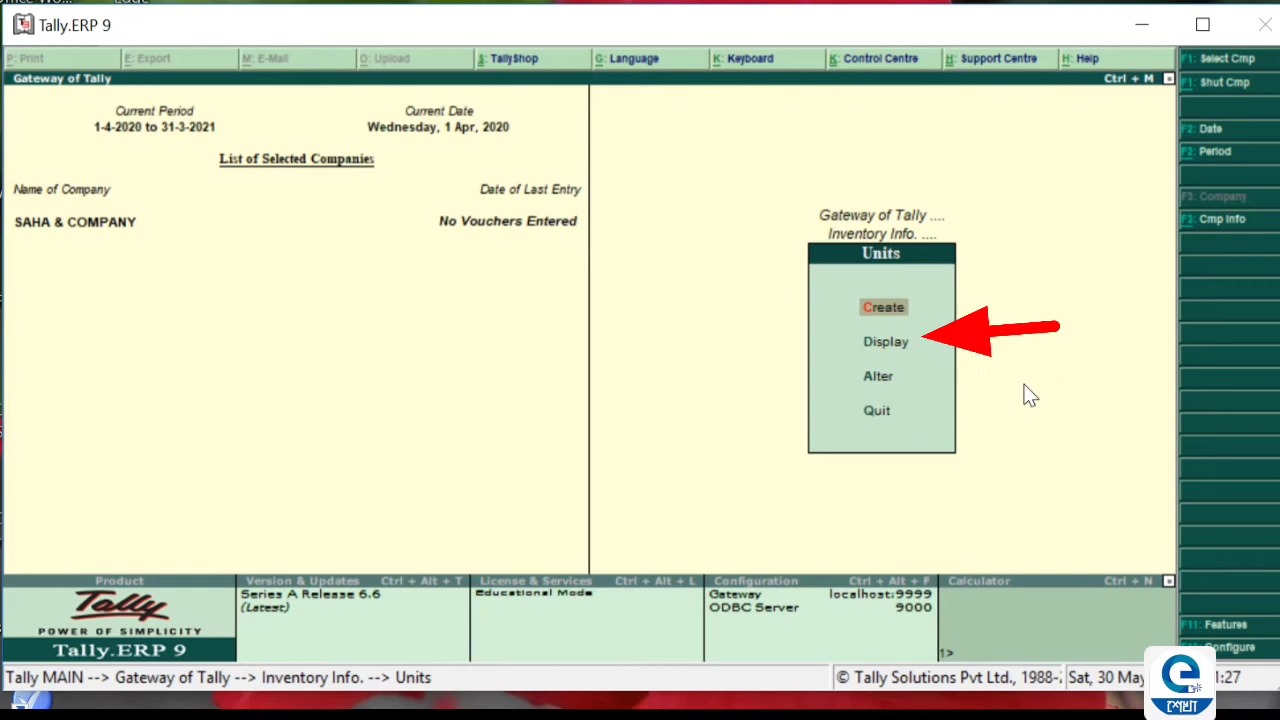 Tally.ERP 9
P: Print E: Export M: E-Mail O: Upload S: TallyShop G: Language K: Keyboard K: Control Centre H: Support Centre H: Help
Gateway of Tally Ctrl + M
Current Period Current Date
1-4-2020 to 31-3-2021 Wednesday, 1 Apr, 2020
List of Selected Companies
Name of Company Date of Last Entry
SAHA & COMPANY No Vouchers Entered
Gateway of Tally ....
Inventory Info. ....
Units
Create
Display
Alter
Quit
F1: Select Cmp
F1: Shut Cmp
F2: Date
F2: Period
F3: Company
F3: Cmp Info
F11: Features
Configure
Product Version & Updates Ctrl + Alt + T License & Services Ctrl + Alt + L Configuration Ctrl + Alt + F Calculator Ctrl + N
Tally
POWER OF SIMPLICITY
Tally.ERP 9
Series A Release 6.6
(Latest)
Educational Mode
Gateway localhost:9999
ODBC Server 9000
1>
Tally MAIN --> Gateway of Tally --> Inventory Info. --> Units © Tally Solutions Pvt Ltd., 1988- Sat, 30 May :27